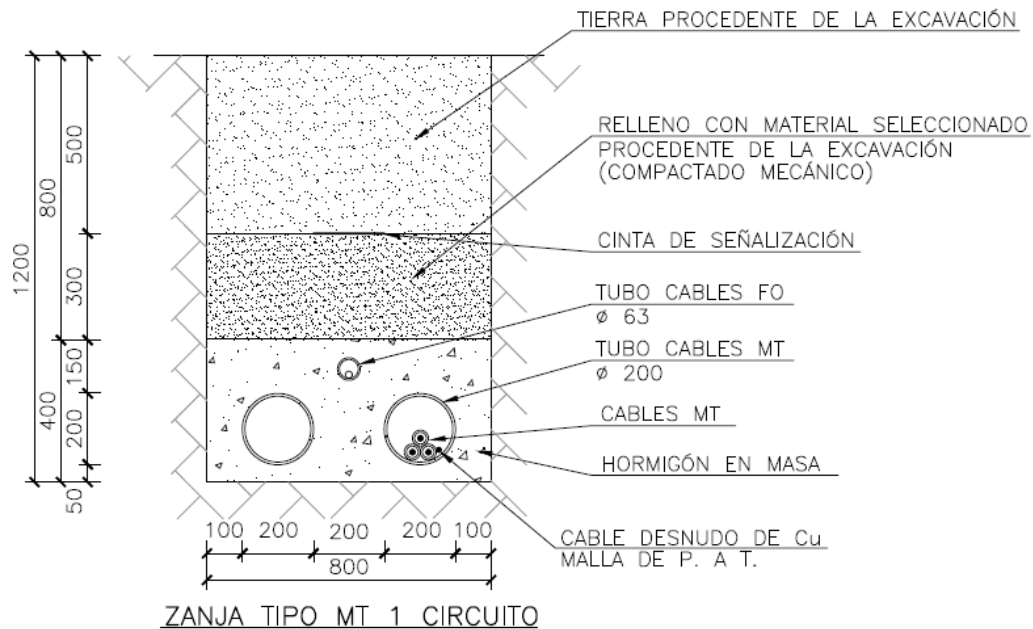 TIERRA PROCEDENTE DE LA EXCAVACIÓN
RELLENO CON MATERIAL SELECCIONADO
PROCEDENTE DE LA EXCAVACIÓN
(COMPACTADO MECÁNICO)
CINTA DE SEÑALIZACIÓN
TUBO CABLES FO
ø 63
TUBO CABLES MT
ø 200
CABLES MT
HORMIGÓN EN MASA
CABLE DESNUDO DE Cu
MALLA DE P. A T.
1200
800
400
500
300
150
200
50
100 200 200 200 100
800
ZANJA TIPO MT 1 CIRCUITO